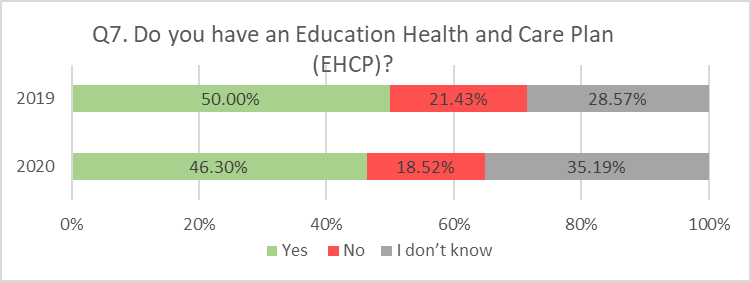 Q7. Do you have an Education Health and Care Plan
(EHCP)?
2019 50.00% 21.43% 28.57%
2020 46.30% 18.52% 35.19%
0% 20% 40% 60% 80% 100%
Yes No I don’t know